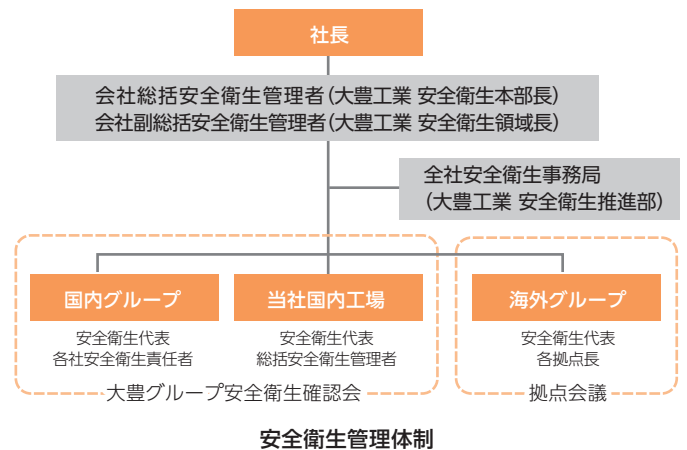 社長
会社総括安全衛生管理者(大豊工業 安全衛生本部長)
会社副総括安全衛生管理者(大豊工業 安全衛生領域長)
全社安全衛生事務局
(大豊工業 安全衛生推進部)
国内グループ
安全衛生代表
各社安全衛生責任者
当社国内工場
安全衛生代表
総括安全衛生管理者
海外グループ
安全衛生代表
各拠点長
大豊グループ安全衛生確認会
拠点会議
安全衛生管理体制